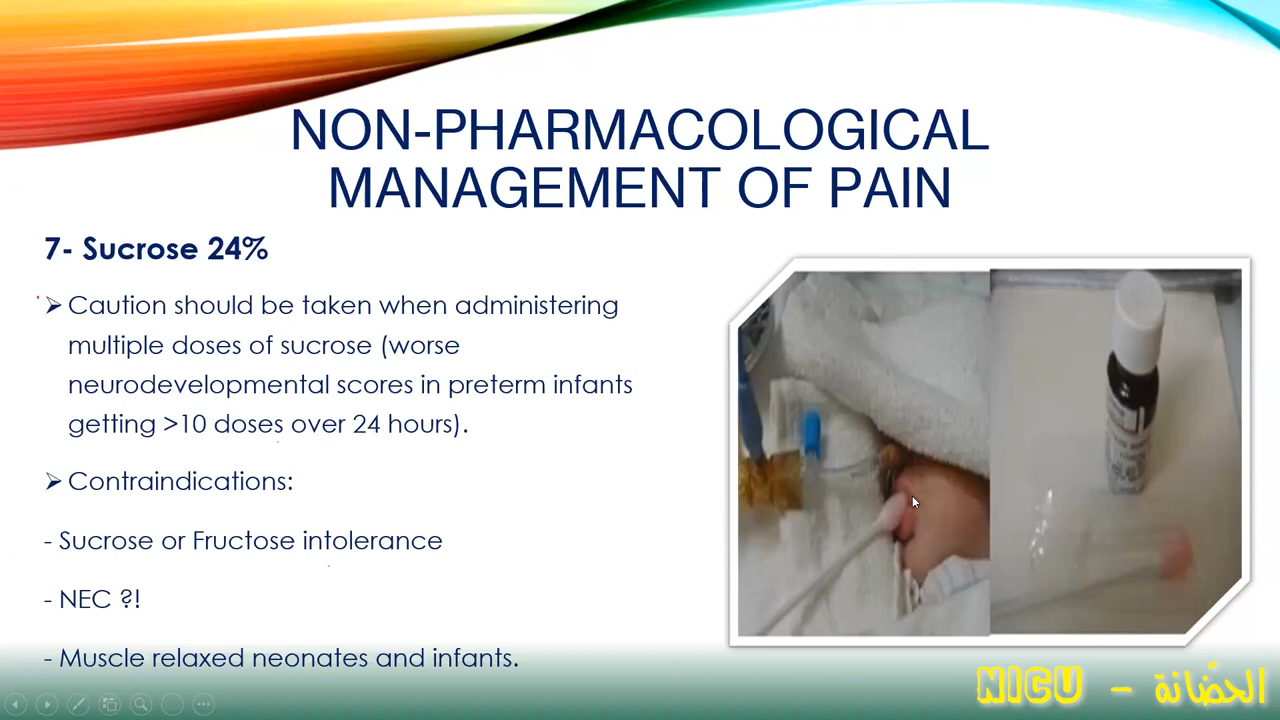 NON-PHARMACOLOGICAL
MANAGEMENT OF PAIN
7- Sucrose 24%
➢ Caution should be taken when administering
multiple doses of sucrose (worse
neurodevelopmental scores in preterm infants
getting >10 doses over 24 hours).
➢ Contraindications:
- Sucrose or Fructose intolerance
- NEC ?!
- Muscle relaxed neonates and infants.
NICU - الحضّانة